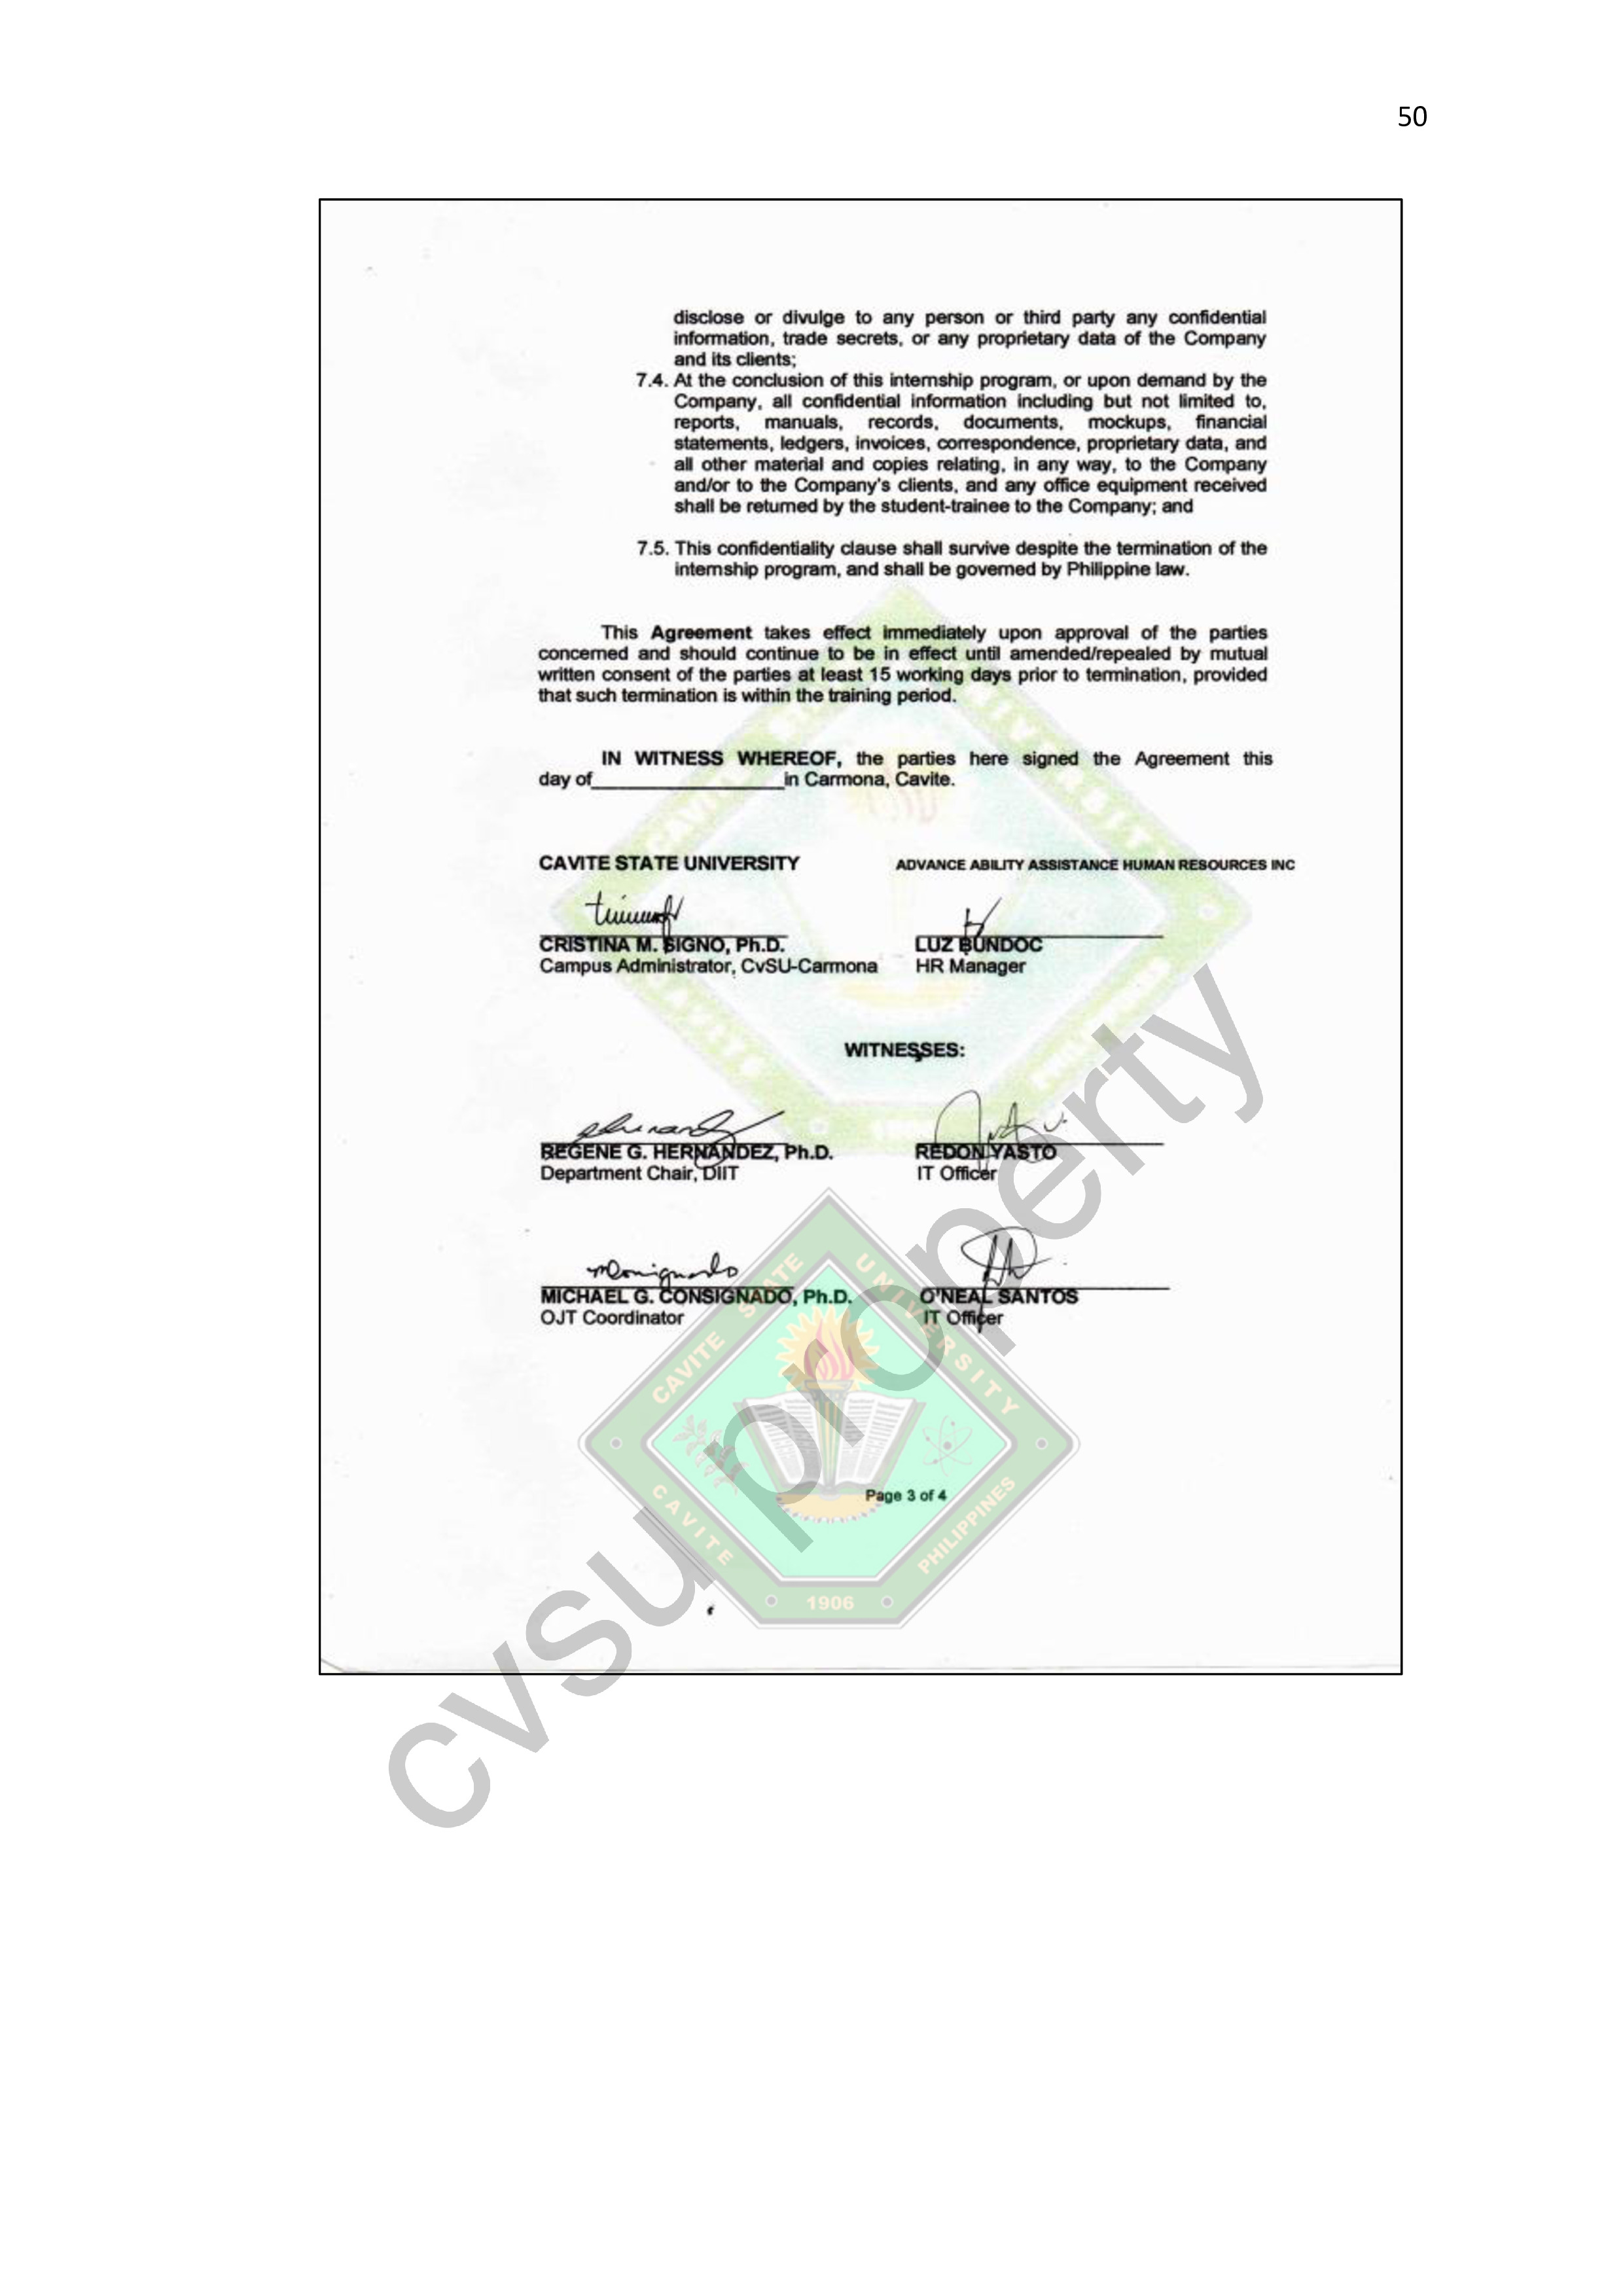 50
disclose or divulge to any person or third party any confidential
information, trade secrets, or any proprietary data of the Company
and its clients;
7.4. At the conclusion of this internship program, or upon demand by the
Company, all confidential information including but not limited to,
reports, manuals, records, documents, mockups, financial
statements, ledgers, invoices, correspondence, proprietary data, and
all other material and copies relating, in any way, to the Company
and/or to the Company's clients, and any office equipment received
shall be returned by the student-trainee to the Company; and
7.5. This confidentiality clause shall survive despite the termination of the
internship program, and shall be governed by Philippine law.
This Agreement takes effect immediately upon approval of the parties
concerned and should continue to be in effect until amended/repealed by mutual
written consent of the parties at least 15 working days prior to termination, provided
that such termination is within the training period.
IN WITNESS WHEREOF, the parties here signed the Agreement this
day of____________________in Carmona, Cavite.
CAVITE STATE UNIVERSITY ADVANCE ABILITY ASSISTANCE HUMAN RESOURCES INC
CRISTINA M. SIGNO, Ph.D. LUZ BUNDOC
Campus Administrator, CvSU-Carmona HR Manager
WITNESSES:
REGENE G. HERNANDEZ, Ph.D. REDON YASTO
Department Chair, DIIT IT Officer
MICHAEL G. CONSIGNADO, Ph.D. O'NEAL SANTOS
OJT Coordinator IT Officer
CAVITE STATE UNIVERSITY
CAVITE PHILIPPINES
1906
Page 3 of 4
cvsu property